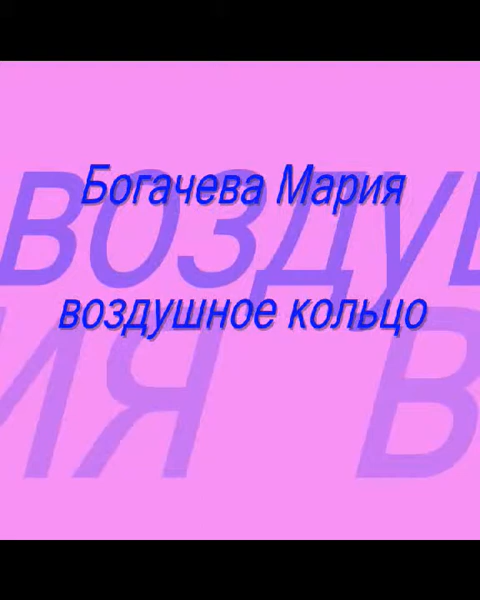 Богачева Мария
воздушное кольцо